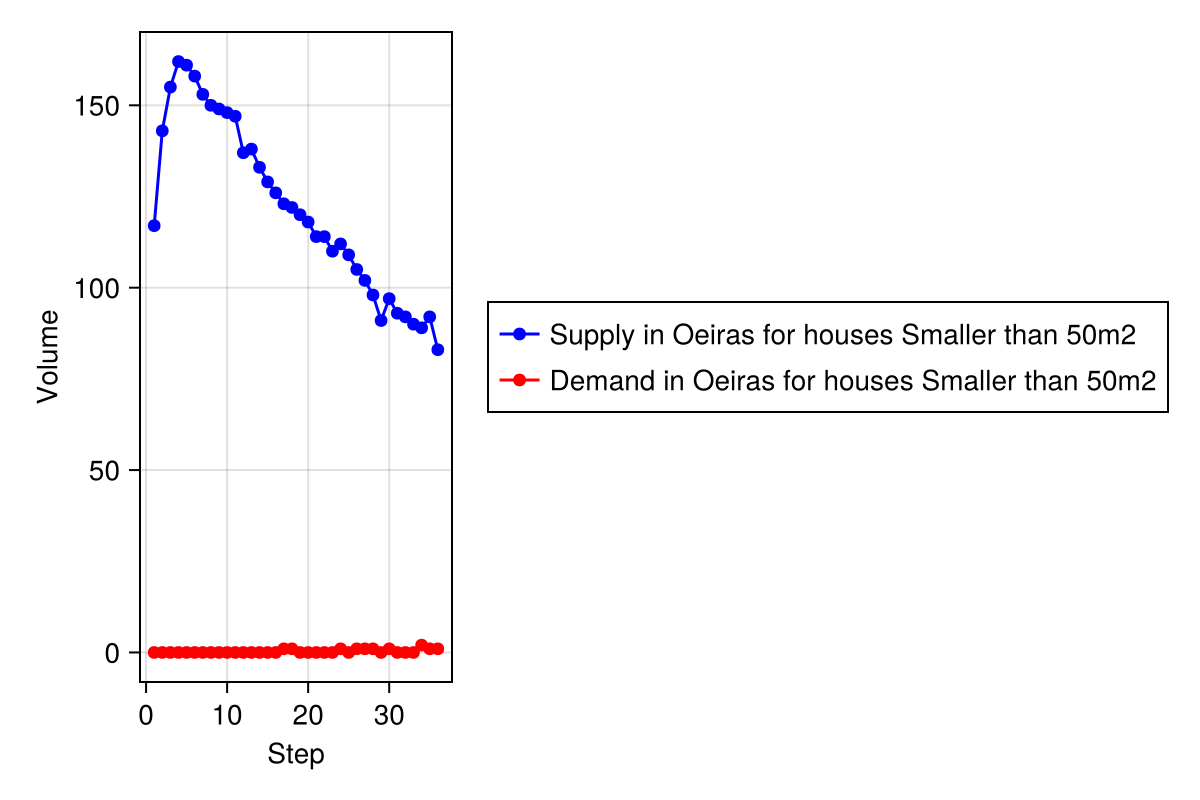 150
100
50
0
Volume
0 10 20 30
Step
Supply in Oeiras for houses Smaller than 50m2
Demand in Oeiras for houses Smaller than 50m2